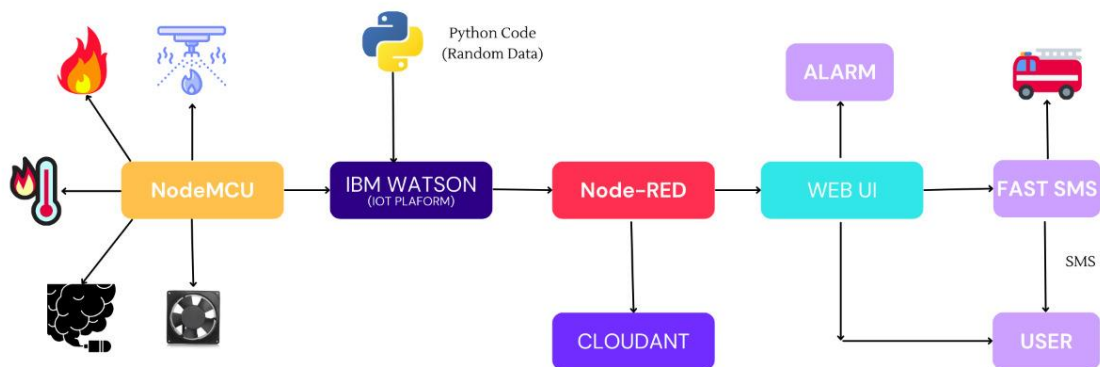 Python Code
(Random Data)
ALARM
NodeMCU
IBM WATSON
(IOT PLAFORM)
Node-RED
WEB UI
FAST SMS
SMS
CLOUDANT
USER